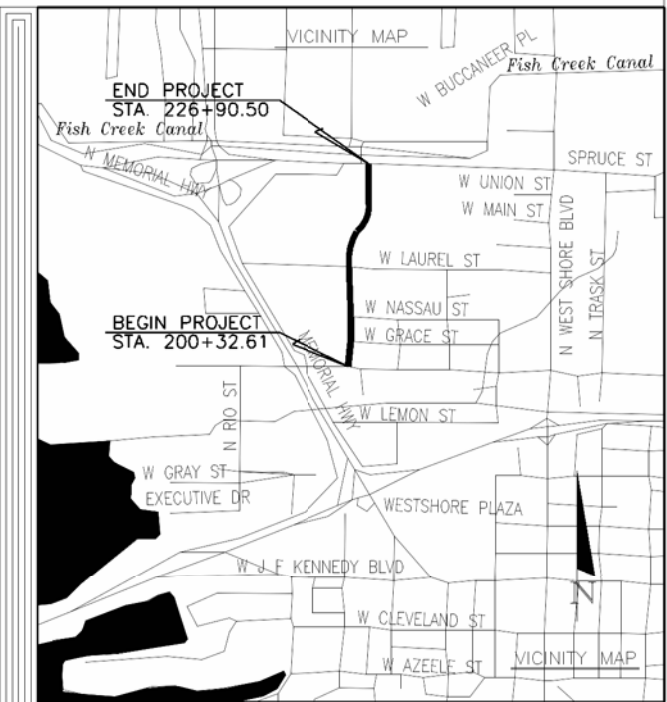 VICINITY MAP
W BUCCANEER PL
Fish Creek Canal
END PROJECT
STA. 226+90.50
Fish Creek Canal
N MEMORIAL HWY
SPRUCE ST
W UNION ST
W MAIN ST
N WEST SHORE BLVD
N TRASK ST
W LAUREL ST
W NASSAU ST
W GRACE ST
BEGIN PROJECT
STA. 200+32.61
MEMORIAL HWY
N RIO ST
W LEMON ST
W GRAY ST
EXECUTIVE DR
WESTSHORE PLAZA
W J F KENNEDY BLVD
N
W CLEVELAND ST
W AZEELE ST
VICINITY MAP